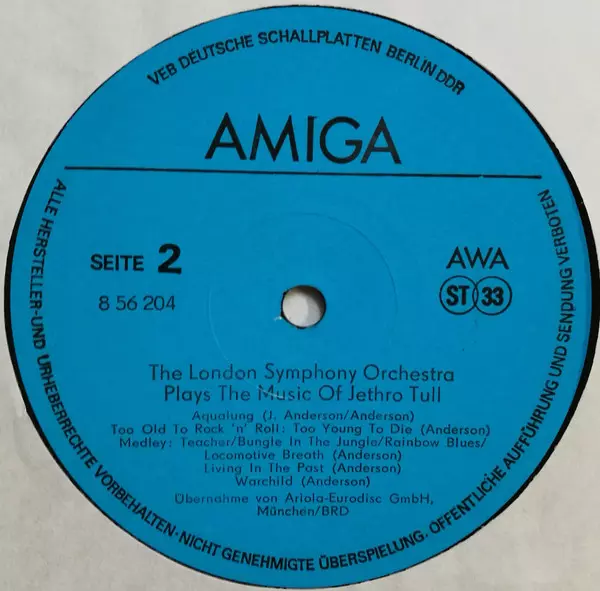 VEB DEUTSCHE SCHALLPLATTEN BERLIN DDR
AMIGA
SEITE 2
8 56 204
AWA
ST 33
The London Symphony Orchestra
Plays The Music Of Jethro Tull
Aqualung (J. Anderson/Anderson)
Too Old To Rock 'n' Roll: Too Young To Die (Anderson)
Medley: Teacher/Bungle In The Jungle/Rainbow Blues/
Locomotive Breath (Anderson)
Living In The Past (Anderson)
Warchild (Anderson)
Übernahme von Ariola-Eurodisc GmbH,
München/BRD
ALLE HERSTELLER-UND URHEBERRECHTE VORBEHALTEN·NICHT GENEHMIGTE ÜBERSPIELUNG, ÖFFENTLICHE AUFFÜHRUNG UND SENDUNG VERBOTEN